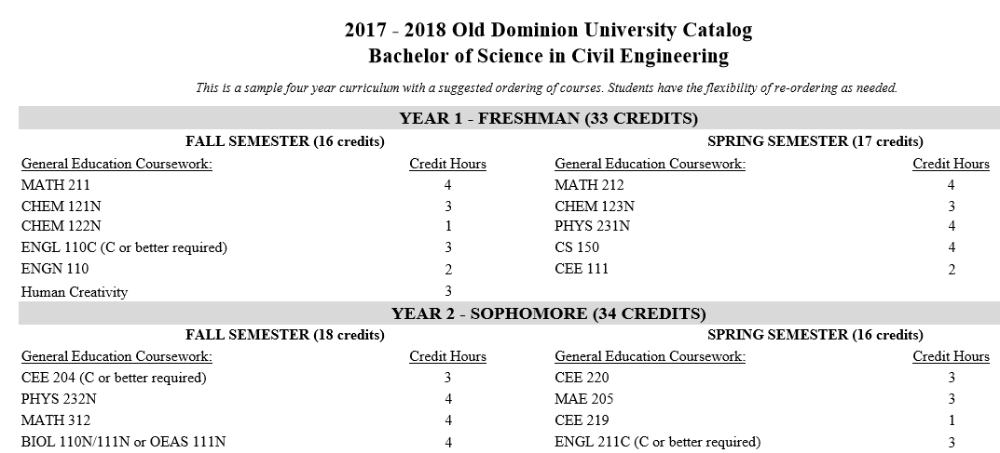 2017 - 2018 Old Dominion University Catalog
Bachelor of Science in Civil Engineering
This is a sample four year curriculum with a suggested ordering of courses. Students have the flexibility of re-ordering as needed.
YEAR 1 - FRESHMAN (33 CREDITS)
FALL SEMESTER (16 credits) SPRING SEMESTER (17 credits)
General Education Coursework: Credit Hours General Education Coursework: Credit Hours
MATH 211 4 MATH 212 4
CHEM 121N 3 CHEM 123N 3
CHEM 122N 1 PHYS 231N 4
ENGL 110C (C or better required) 3 CS 150 4
ENGN 110 2 CEE 111 2
Human Creativity 3
YEAR 2 - SOPHOMORE (34 CREDITS)
FALL SEMESTER (18 credits) SPRING SEMESTER (16 credits)
General Education Coursework: Credit Hours General Education Coursework: Credit Hours
CEE 204 (C or better required) 3 CEE 220 3
PHYS 232N 4 MAE 205 3
MATH 312 4 CEE 219 1
BIOL 110N/111N or OEAS 111N 4 ENGL 211C (C or better required) 3